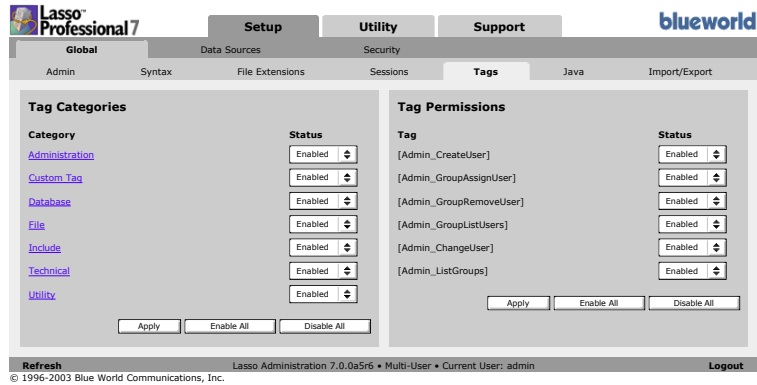 Lasso™
Professional 7
Setup Utility Support
blueworld
Global Data Sources Security
Admin Syntax File Extensions Sessions Tags Java Import/Export
Tag Categories
Category Status
Administration Enabled
Custom Tag Enabled
Database Enabled
File Enabled
Include Enabled
Technical Enabled
Utility Enabled
Apply Enable All Disable All
Tag Permissions
Tag Status
[Admin_CreateUser] Enabled
[Admin_GroupAssignUser] Enabled
[Admin_GroupRemoveUser] Enabled
[Admin_GroupListUsers] Enabled
[Admin_ChangeUser] Enabled
[Admin_ListGroups] Enabled
Apply Enable All Disable All
Refresh Lasso Administration 7.0.0a5r6 • Multi-User • Current User: admin Logout
© 1996-2003 Blue World Communications, Inc.